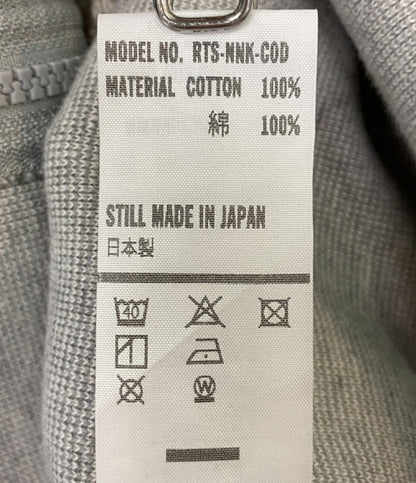 MODEL NO. RTS-NNK-COD
MATERIAL COTTON 100%
綿 100%
STILL MADE IN JAPAN
日本製
40
W